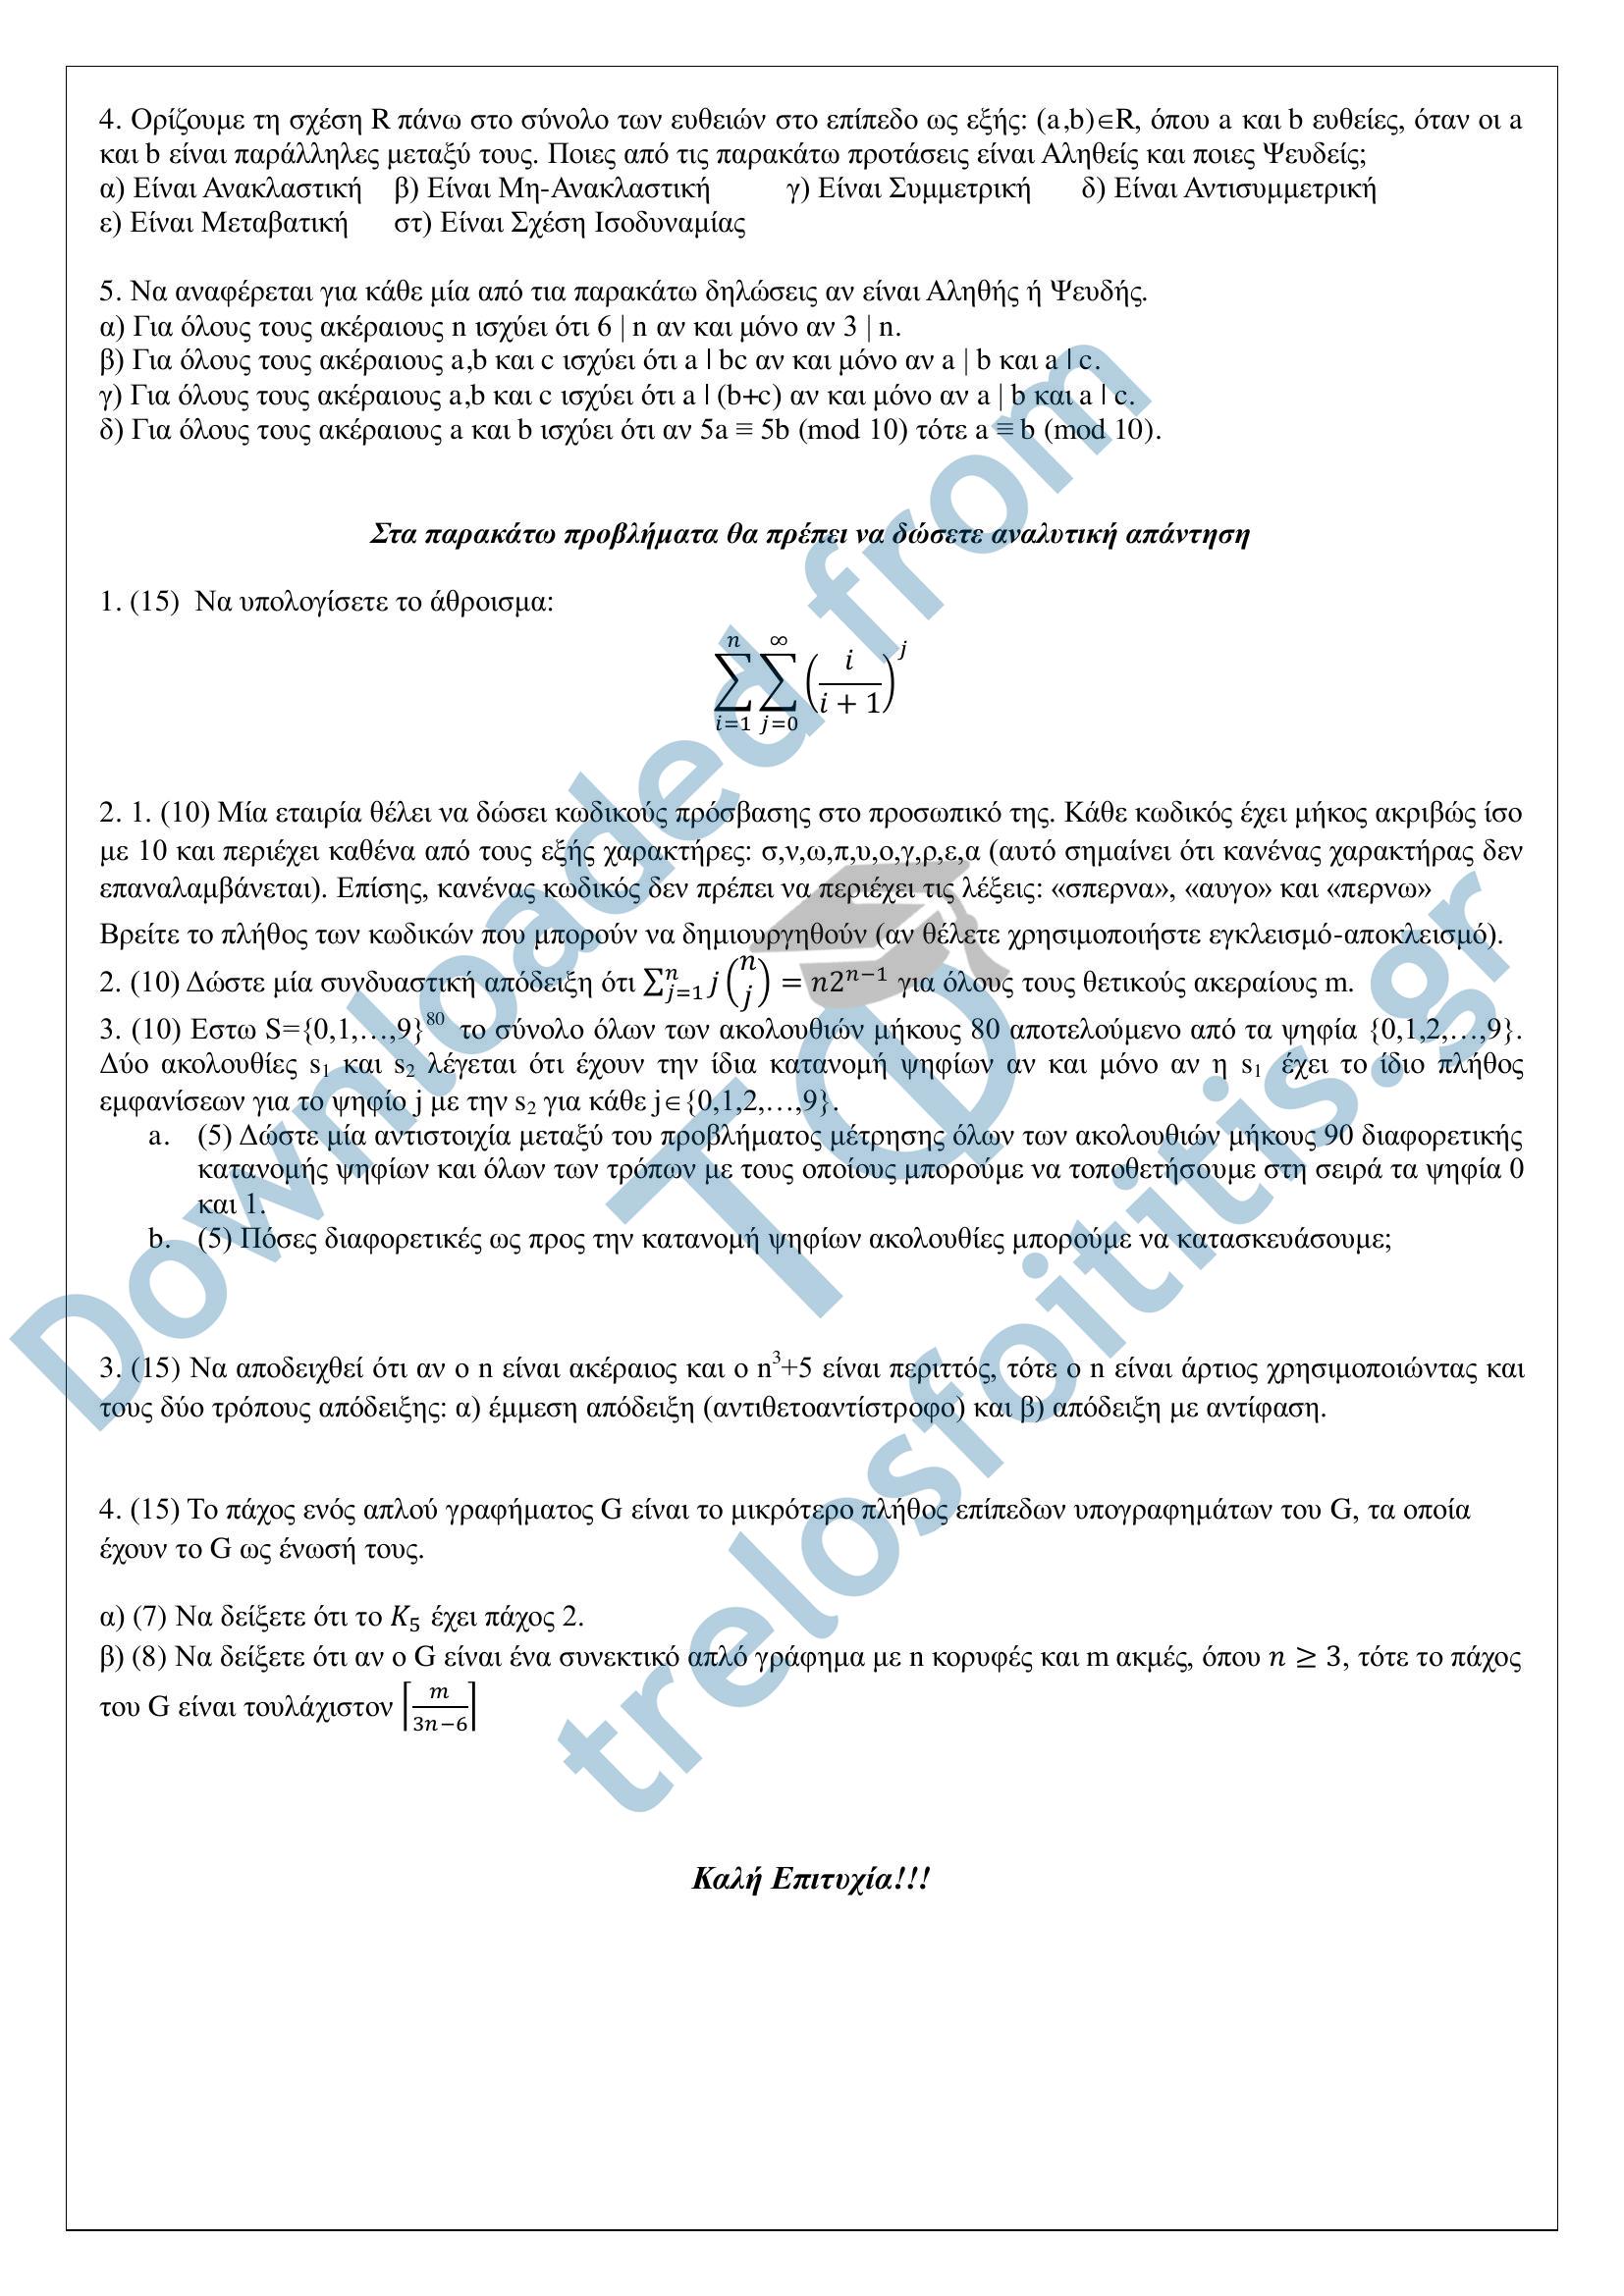 4. Ορίζουμε τη σχέση R πάνω στο σύνολο των ευθειών στο επίπεδο ως εξής: (a,b)∈R, όπου a και b ευθείες, όταν οι a
και b είναι παράλληλες μεταξύ τους. Ποιες από τις παρακάτω προτάσεις είναι Αληθείς και ποιες Ψευδείς;
α) Είναι Ανακλαστική β) Είναι Μη-Ανακλαστική γ) Είναι Συμμετρική δ) Είναι Αντισυμμετρική
ε) Είναι Μεταβατική στ) Είναι Σχέση Ισοδυναμίας
5. Να αναφέρεται για κάθε μία από τια παρακάτω δηλώσεις αν είναι Αληθής ή Ψευδής.
α) Για όλους τους ακέραιους n ισχύει ότι 6 | n αν και μόνο αν 3 | n.
β) Για όλους τους ακέραιους a,b και c ισχύει ότι a | bc αν και μόνο αν a | b και a | c.
γ) Για όλους τους ακέραιους a,b και c ισχύει ότι a | (b+c) αν και μόνο αν a | b και a | c.
δ) Για όλους τους ακέραιους a και b ισχύει ότι αν 5a ≡ 5b (mod 10) τότε a ≡ b (mod 10).
Στα παρακάτω προβλήματα θα πρέπει να δώσετε αναλυτική απάντηση
1. (15) Να υπολογίσετε το άθροισμα:
∑_{i=1}^{n} ∑_{j=0}^{∞} (i/(i+1))^j
2. 1. (10) Μία εταιρία θέλει να δώσει κωδικούς πρόσβασης στο προσωπικό της. Κάθε κωδικός έχει μήκος ακριβώς ίσο
με 10 και περιέχει καθένα από τους εξής χαρακτήρες: σ,ν,ω,π,υ,ο,γ,ρ,ε,α (αυτό σημαίνει ότι κανένας χαρακτήρας δεν
επαναλαμβάνεται). Επίσης, κανένας κωδικός δεν πρέπει να περιέχει τις λέξεις: «σπερνα», «αυγο» και «περνω»
Βρείτε το πλήθος των κωδικών που μπορούν να δημιουργηθούν (αν θέλετε χρησιμοποιήστε εγκλεισμό-αποκλεισμό).
2. (10) Δώστε μία συνδυαστική απόδειξη ότι ∑_{j=1}^{n} j (n j) = n2^{n−1} για όλους τους θετικούς ακεραίους m.
3. (10) Εστω S={0,1,…,9}^80 το σύνολο όλων των ακολουθιών μήκους 80 αποτελούμενο από τα ψηφία {0,1,2,…,9}.
Δύο ακολουθίες s₁ και s₂ λέγεται ότι έχουν την ίδια κατανομή ψηφίων αν και μόνο αν η s₁ έχει το ίδιο πλήθος
εμφανίσεων για το ψηφίο j με την s₂ για κάθε j∈{0,1,2,…,9}.
a. (5) Δώστε μία αντιστοιχία μεταξύ του προβλήματος μέτρησης όλων των ακολουθιών μήκους 90 διαφορετικής
κατανομής ψηφίων και όλων των τρόπων με τους οποίους μπορούμε να τοποθετήσουμε στη σειρά τα ψηφία 0
και 1.
b. (5) Πόσες διαφορετικές ως προς την κατανομή ψηφίων ακολουθίες μπορούμε να κατασκευάσουμε;
3. (15) Να αποδειχθεί ότι αν ο n είναι ακέραιος και ο n³+5 είναι περιττός, τότε ο n είναι άρτιος χρησιμοποιώντας και
τους δύο τρόπους απόδειξης: α) έμμεση απόδειξη (αντιθετοαντίστροφο) και β) απόδειξη με αντίφαση.
4. (15) Το πάχος ενός απλού γραφήματος G είναι το μικρότερο πλήθος επίπεδων υπογραφημάτων του G, τα οποία
έχουν το G ως ένωσή τους.
α) (7) Να δείξετε ότι το K₅ έχει πάχος 2.
β) (8) Να δείξετε ότι αν ο G είναι ένα συνεκτικό απλό γράφημα με n κορυφές και m ακμές, όπου n ≥ 3, τότε το πάχος
του G είναι τουλάχιστον ⌈m/(3n−6)⌉
Καλή Επιτυχία!!!
Downloaded from
ΤΦ
trelosfoititis.gr